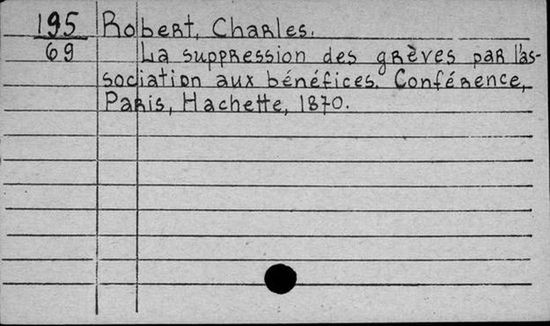 195 Robert, Charles.
69 La suppression des grèves par l'as-
sociation aux bénéfices. Conférence,
Paris, Hachette, 1870.